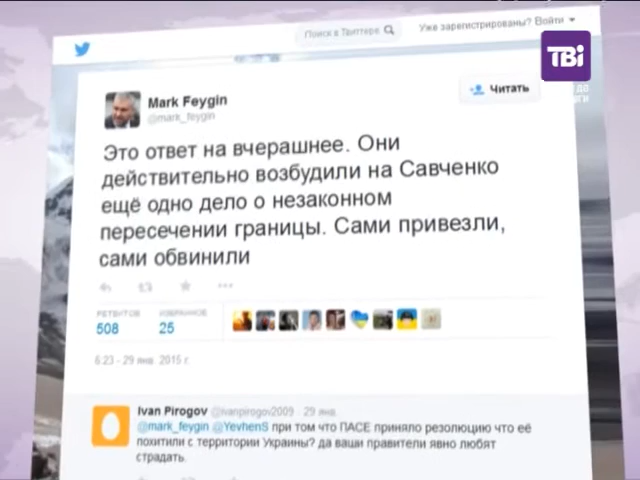 Поиск в Твиттере
Уже зарегистрированы? Войти
ТВі
Mark Feygin
@mark_feygin
Читать
Это ответ на вчерашнее. Они
действительно возбудили на Савченко
ещё одно дело о незаконном
пересечении границы. Сами привезли,
сами обвинили
РЕТВИТОВ
ИЗБРАННОЕ
508
25
6:23 - 29 янв. 2015 г.
Ivan Pirogov @ivanpirogov2009 · 29 янв.
@mark_feygin @YevhenS при том что ПАСЕ приняло резолюцию что её
похитили с территории Украины? да ваши правители явно любят
страдать.